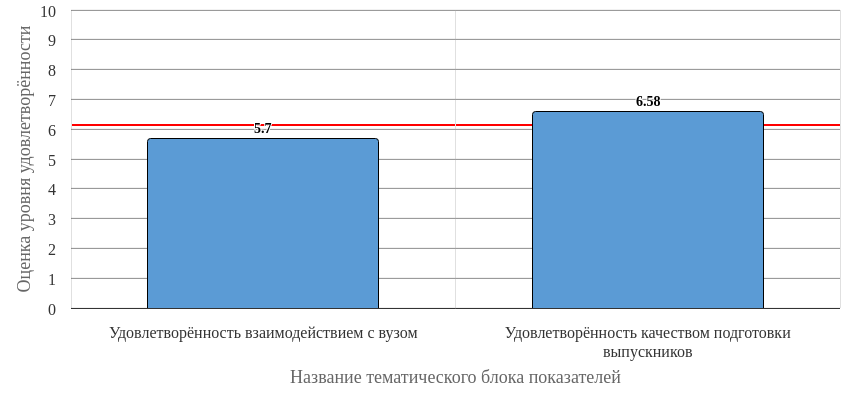 Оценка уровня удовлетворённости
10
9
8
7
6
5
4
3
2
1
0
5.7
6.58
Удовлетворённость взаимодействием с вузом
Удовлетворённость качеством подготовки
выпускников
Название тематического блока показателей